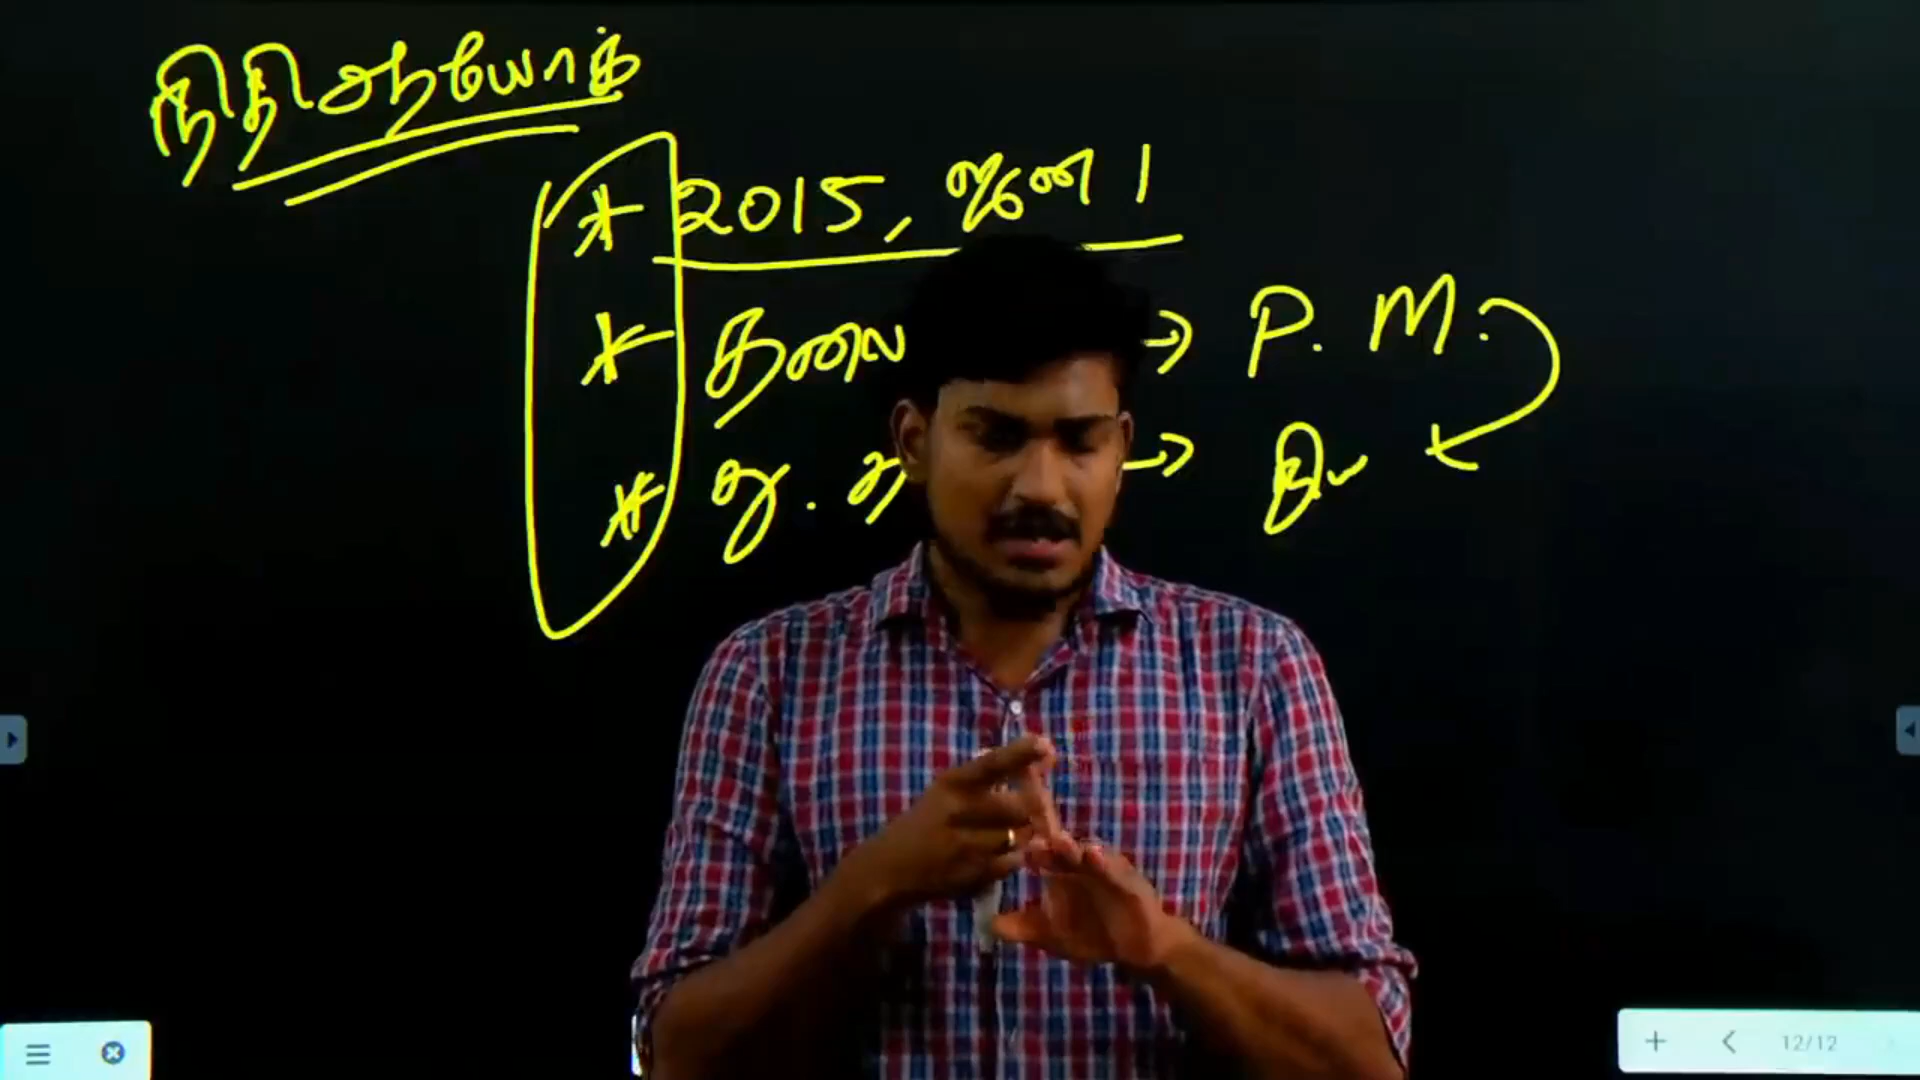 நிதி ஆயோக்
* 2015, ஜன 1
* தலை → P. M.
* து. த → நி
12/12